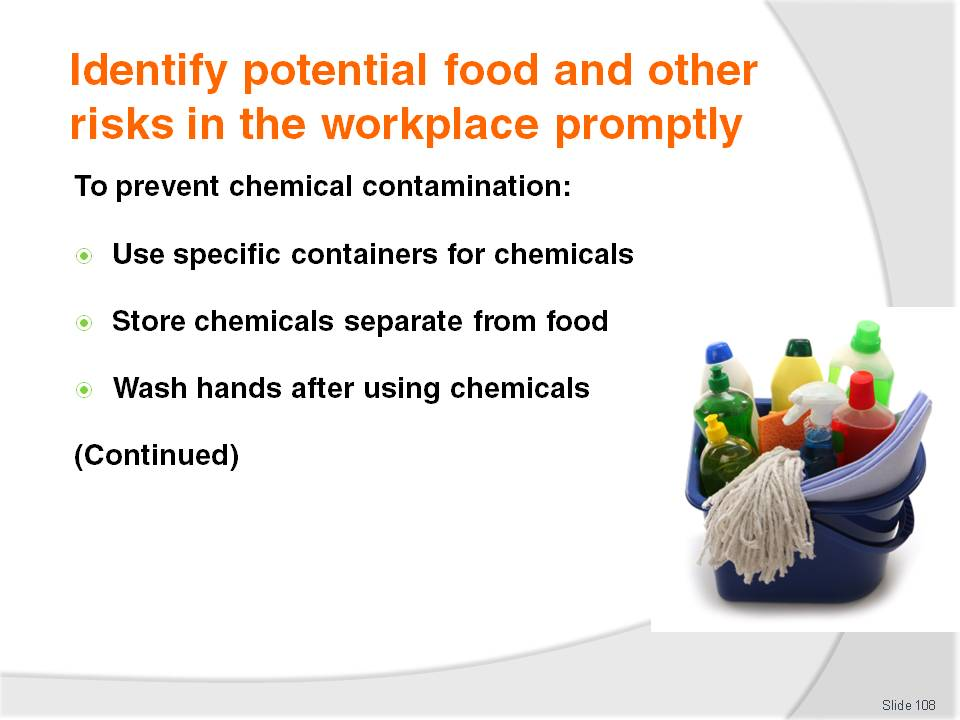 Identify potential food and other
risks in the workplace promptly
To prevent chemical contamination:
Use specific containers for chemicals
Store chemicals separate from food
Wash hands after using chemicals
(Continued)
Slide 108